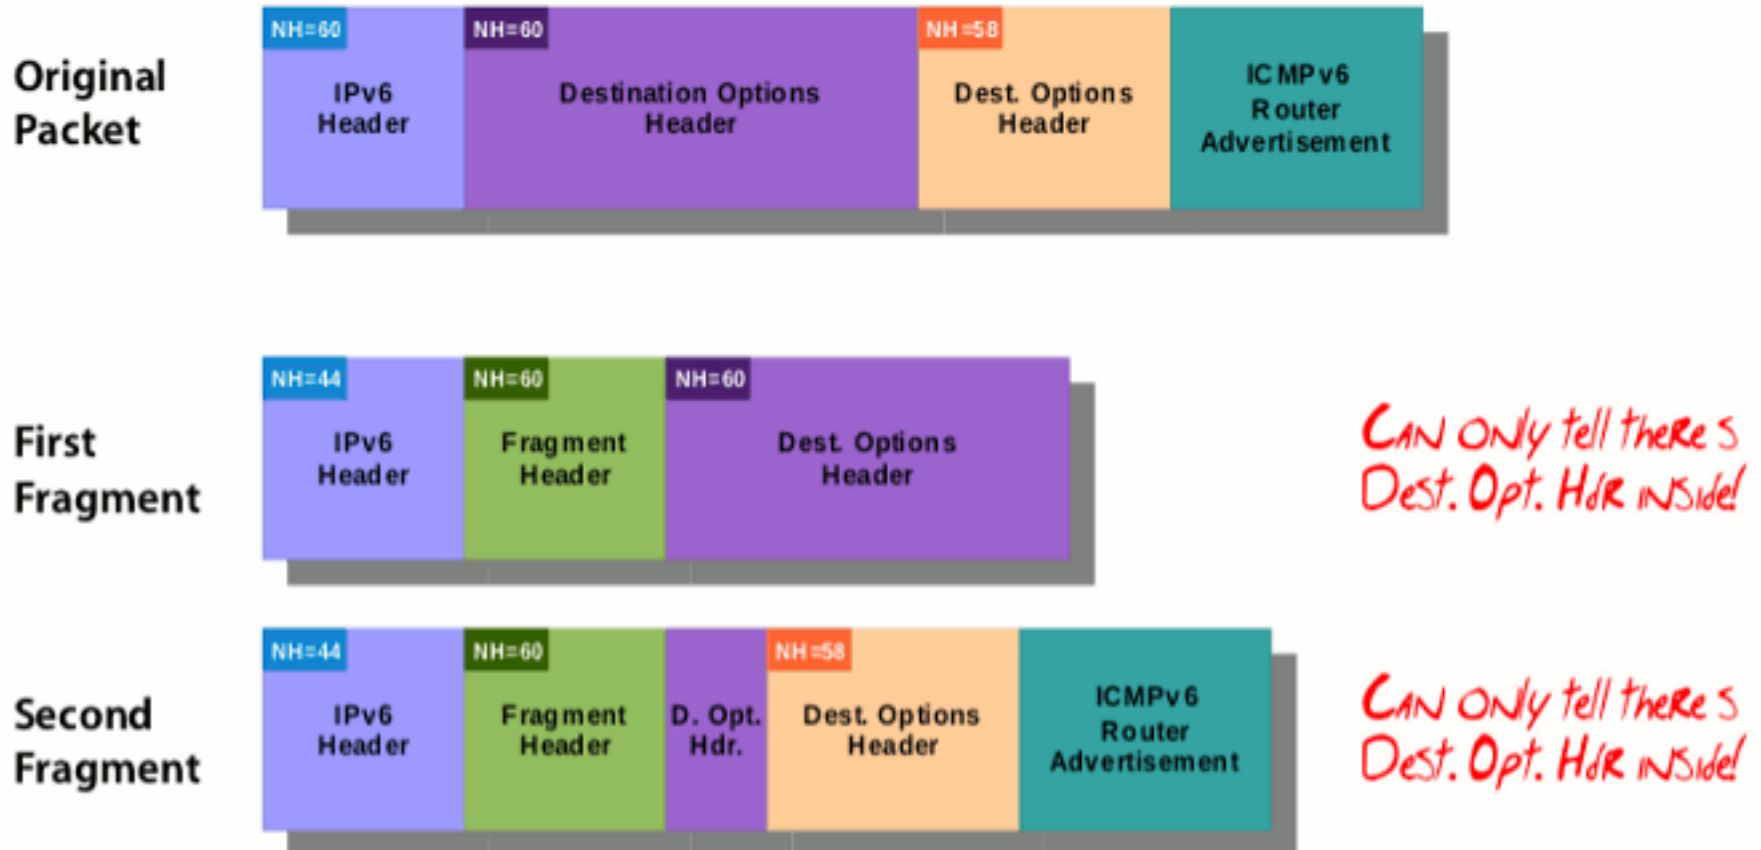 Original
Packet
NH=60
IPv6
Header
NH=60
Destination Options
Header
NH=58
Dest. Options
Header
ICMPv6
Router
Advertisement
First
Fragment
NH=44
IPv6
Header
NH=60
Fragment
Header
NH=60
Dest. Options
Header
CAN ONly tell theRe s
Dest. Opt. HdR iNSide!
Second
Fragment
NH=44
IPv6
Header
NH=60
Fragment
Header
D. Opt.
Hdr.
NH=58
Dest. Options
Header
ICMPv6
Router
Advertisement
CAN ONly tell theRe s
Dest. Opt. HdR iNSide!